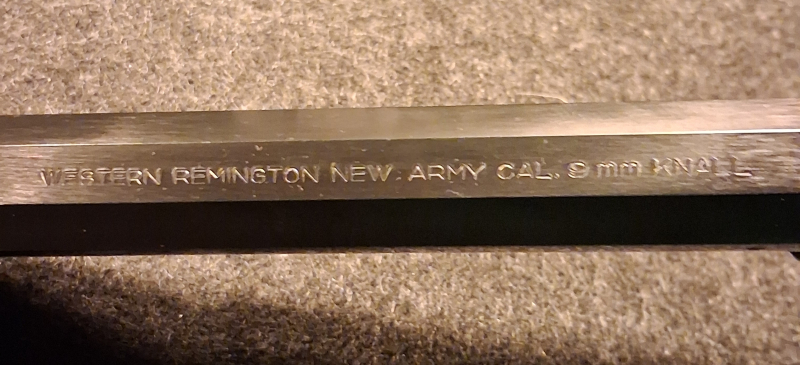 WESTERN REMINGTON NEW ARMY CAL. 9 mm KNALL